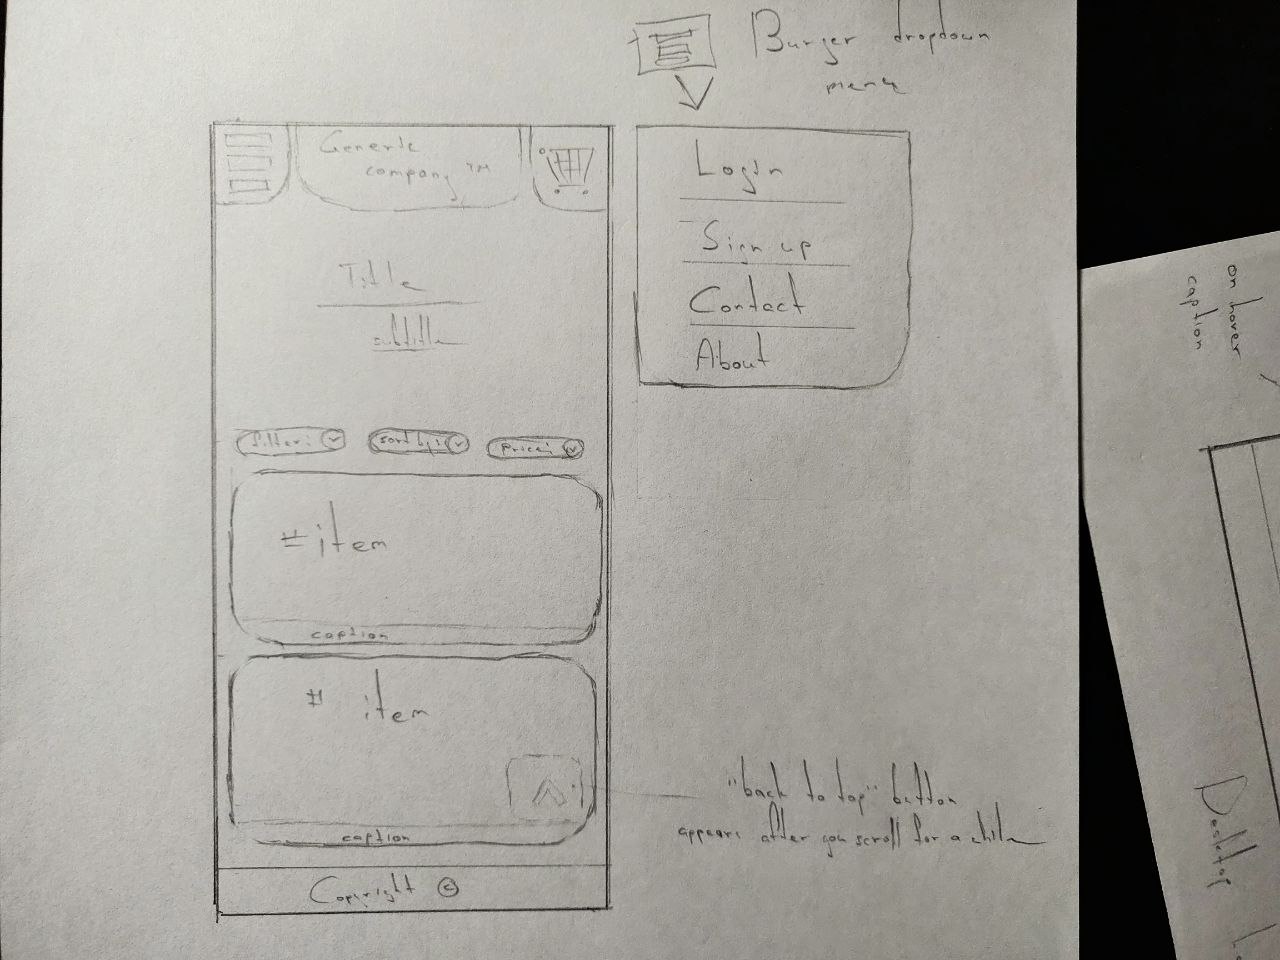 Burger dropdown
menu
Generic
company ™
Login
Sign up
Contact
About
Title
subtitle
filter:
sort by:
price:
#item
caption
# item
caption
"back to top" button
appears after you scroll for a while
Copyright ©
on hover
caption
Desktop